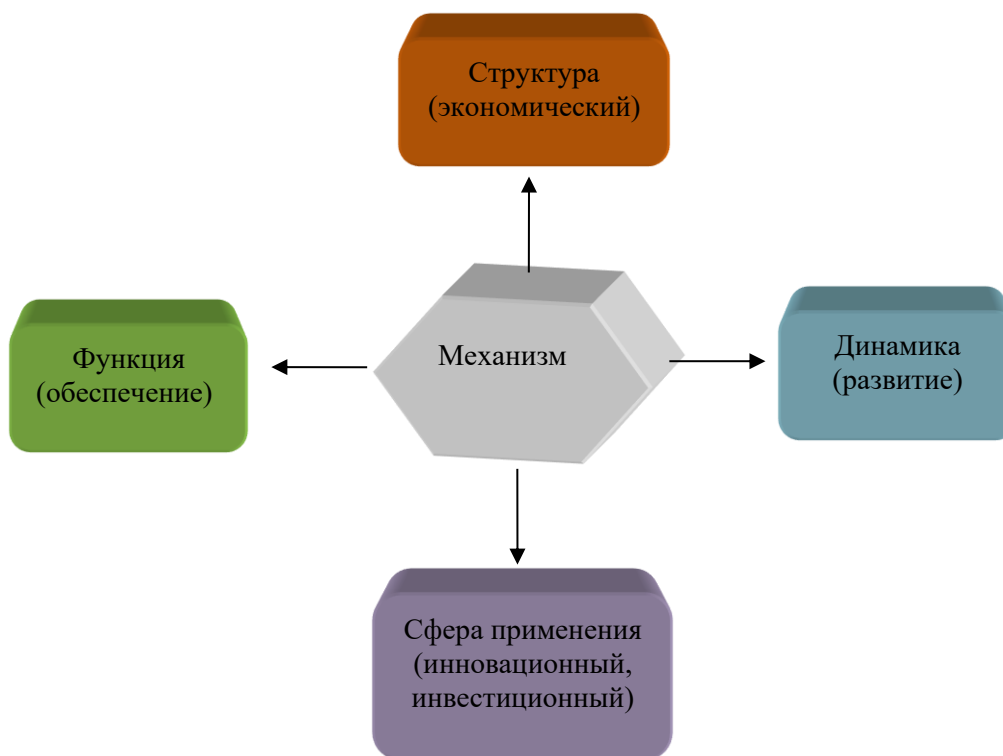 Структура
(экономический)
Механизм
Функция
(обеспечение)
Динамика
(развитие)
Сфера применения
(инновационный,
инвестиционный)